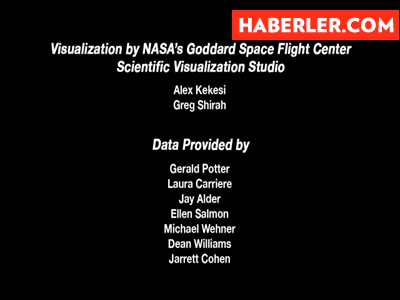 HABERLER.COM
Visualization by NASA's Goddard Space Flight Center
Scientific Visualization Studio
Alex Kekesi
Greg Shirah
Data Provided by
Gerald Potter
Laura Carriere
Jay Alder
Ellen Salmon
Michael Wehner
Dean Williams
Jarrett Cohen